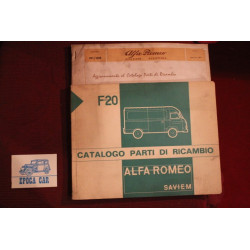 Alfa Romeo
Aggiornamento al Catalogo Parti di Ricambio
F20
CATALOGO PARTI DI RICAMBIO
ALFA ROMEO
SAVIEM
EPOCA CAR